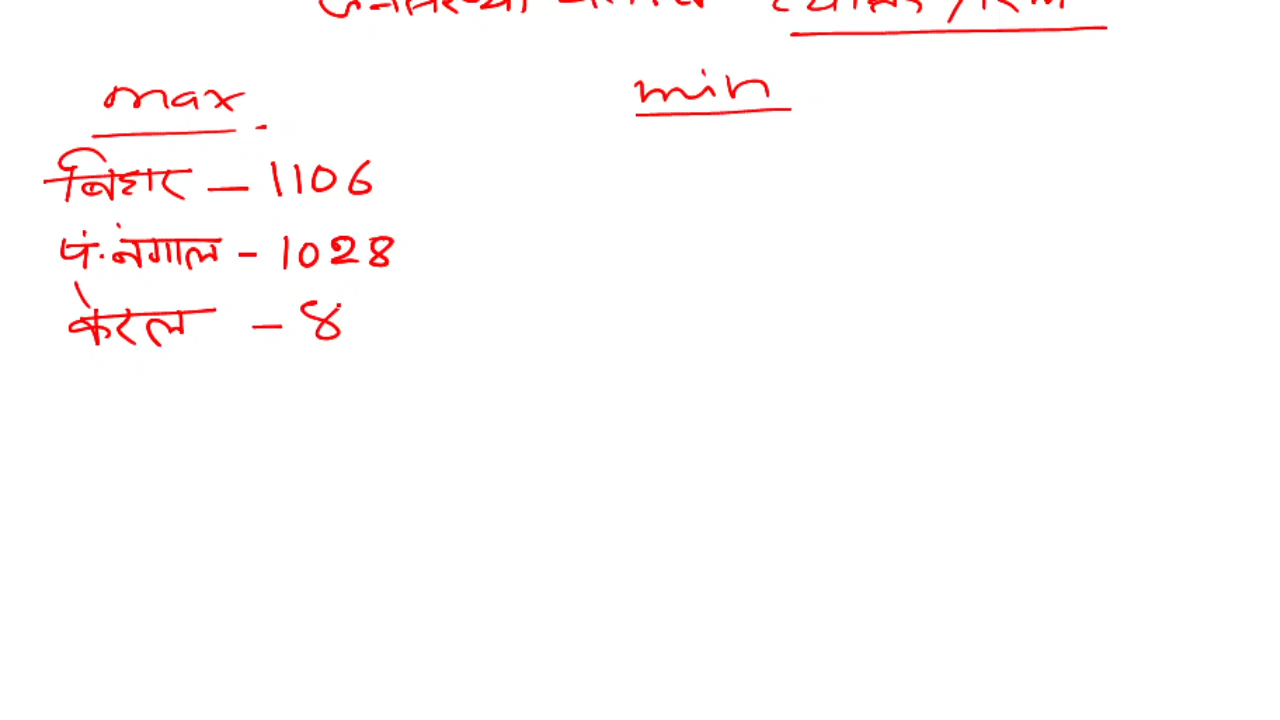 max min
बिहार - 1106
पं. बंगाल - 1028
केरल - 8